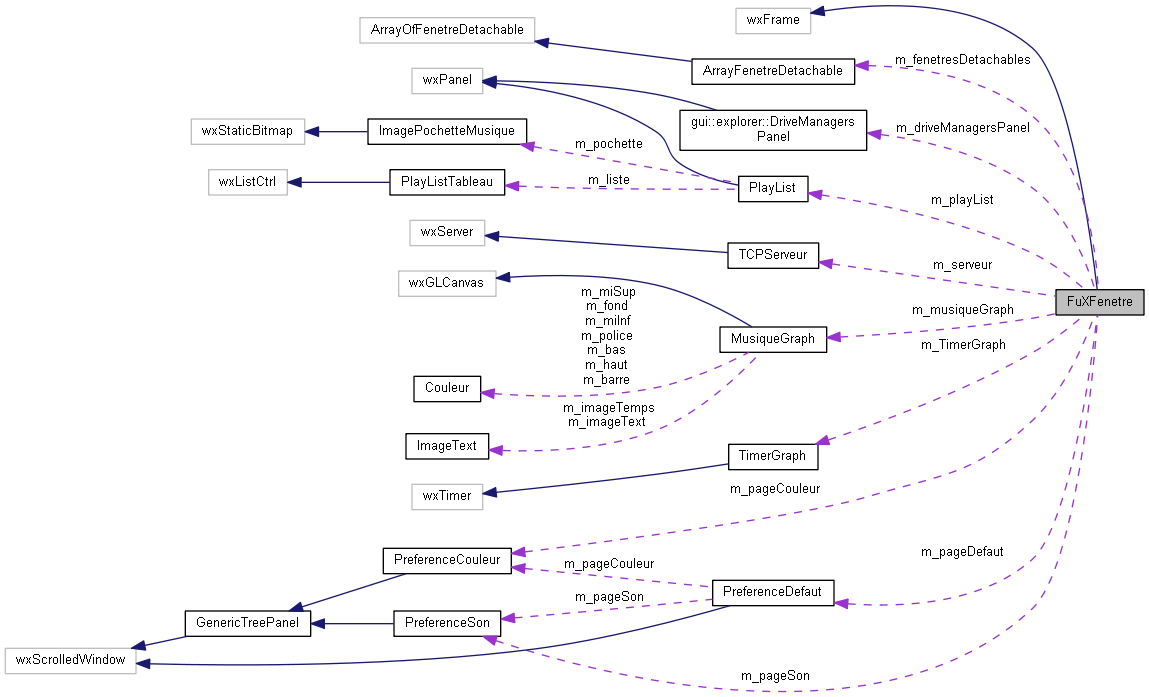 wxFrame
ArrayOfFenetreDetachable
m_fenetresDetachables
ArrayFenetreDetachable
wxPanel
gui::explorer::DriveManagers
Panel
m_driveManagersPanel
wxStaticBitmap
ImagePochetteMusique
m_pochette
wxListCtrl
PlayListTableau
m_liste
PlayList
m_playList
wxServer
TCPServeur
m_serveur
wxGLCanvas
m_miSup
m_fond
m_miInf
m_police
m_bas
m_haut
m_barre
FuXFenetre
m_musiqueGraph
MusiqueGraph
m_TimerGraph
Couleur
m_imageTemps
m_imageText
ImageText
TimerGraph
wxTimer
m_pageCouleur
PreferenceCouleur
m_pageCouleur
m_pageDefaut
PreferenceDefaut
m_pageSon
GenericTreePanel
PreferenceSon
wxScrolledWindow
m_pageSon